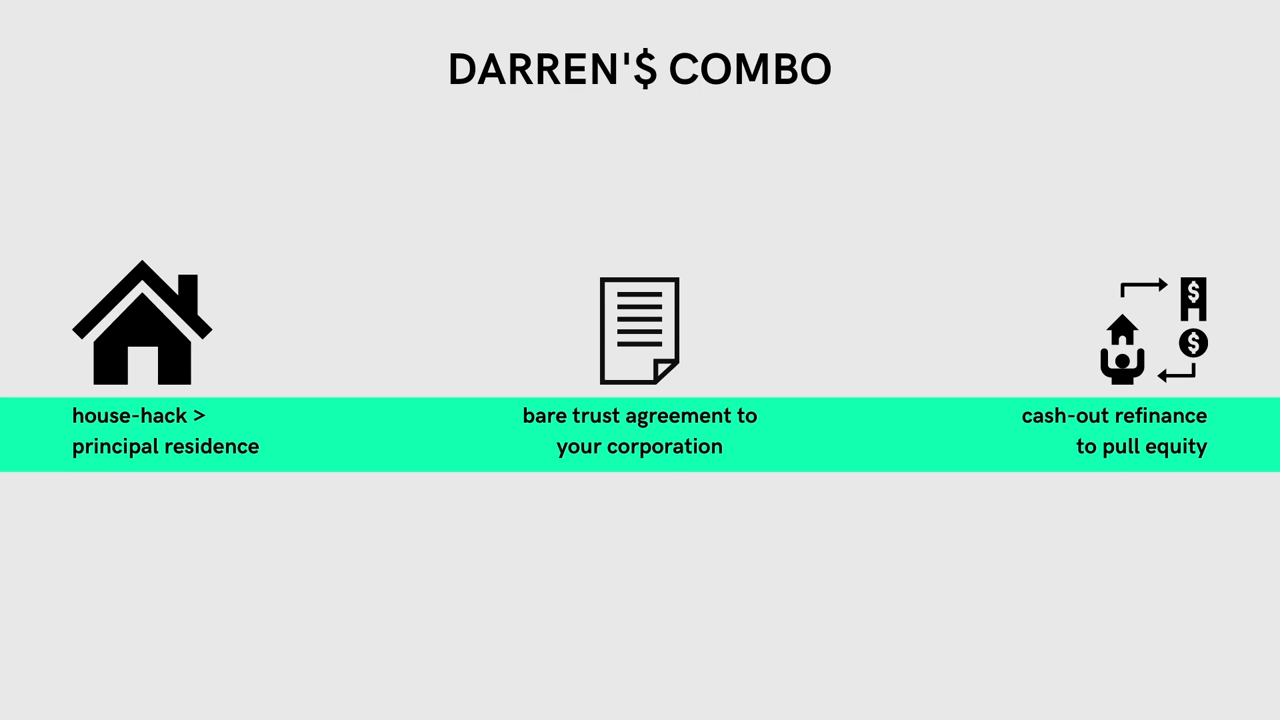 DARREN'$ COMBO
house-hack >
principal residence
bare trust agreement to
your corporation
$
$
cash-out refinance
to pull equity